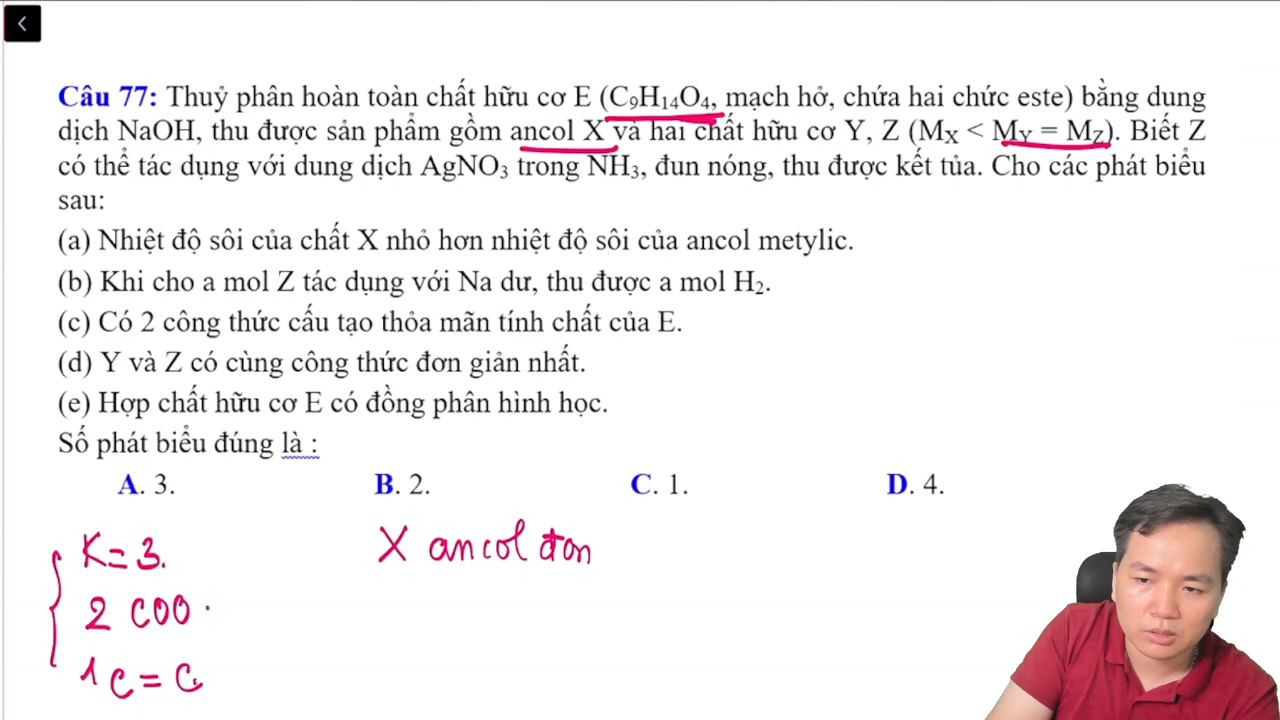 Câu 77: Thuỷ phân hoàn toàn chất hữu cơ E (C₉H₁₄O₄, mạch hở, chứa hai chức este) bằng dung
dịch NaOH, thu được sản phẩm gồm ancol X và hai chất hữu cơ Y, Z (Mₓ < M_Y = M_Z). Biết Z
có thể tác dụng với dung dịch AgNO₃ trong NH₃, đun nóng, thu được kết tủa. Cho các phát biểu
sau:
(a) Nhiệt độ sôi của chất X nhỏ hơn nhiệt độ sôi của ancol metylic.
(b) Khi cho a mol Z tác dụng với Na dư, thu được a mol H₂.
(c) Có 2 công thức cấu tạo thỏa mãn tính chất của E.
(d) Y và Z có cùng công thức đơn giản nhất.
(e) Hợp chất hữu cơ E có đồng phân hình học.
Số phát biểu đúng là :
A. 3. B. 2. C. 1. D. 4.
K = 3. X ancol đơn
2 COO .
1 C = C